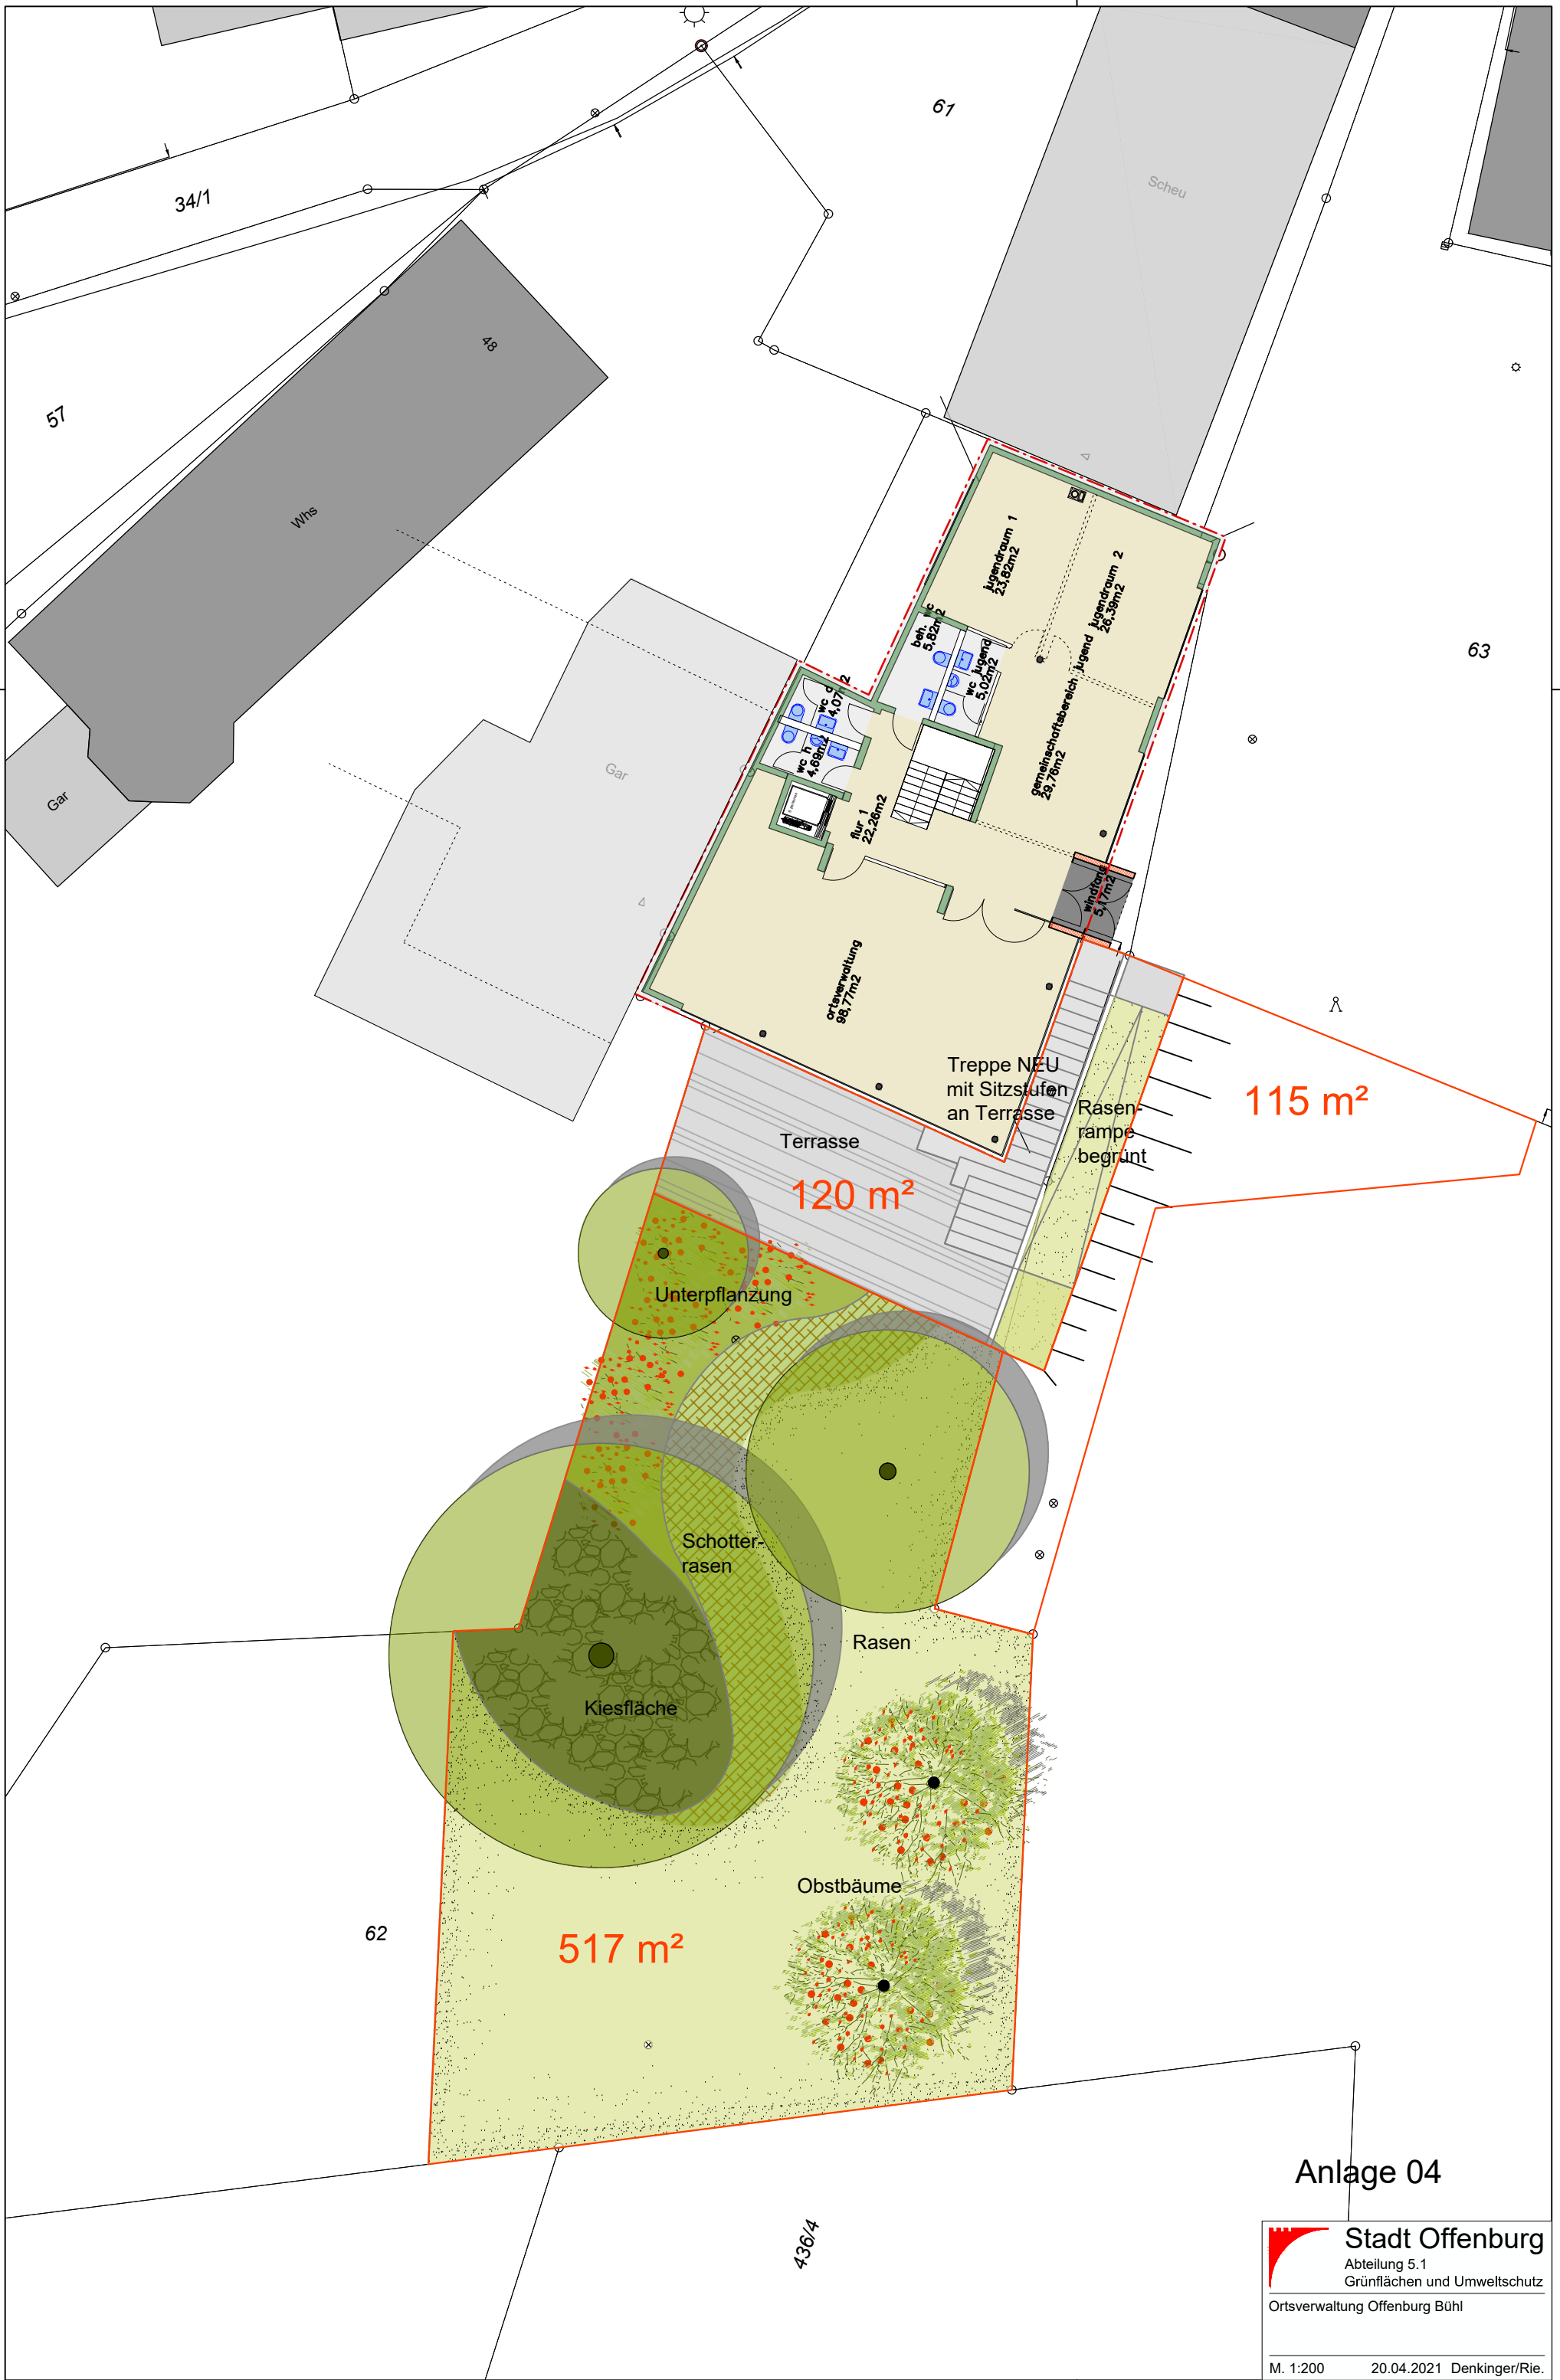 61
34/1
Scheu
48
57
Whs
63
jugendraum 1
23,82m2
jugendraum 2
26,39m2
beh. wc
5,82m2
wc jugend
5,02m2
gemeinschaftsbereich jugend
29,76m2
wc d
4,07m2
wc h
4,69m2
flur 1
22,26m2
Gar
Gar
windfang
5,17m2
ortsverwaltung
98,77m2
Treppe NEU
mit Sitzstufen
an Terrasse
Rasen-
rampe
begrünt
115 m²
Terrasse
120 m²
Unterpflanzung
Schotter-
rasen
Rasen
Kiesfläche
Obstbäume
62
517 m²
436/4
Anlage 04
Stadt Offenburg
Abteilung 5.1
Grünflächen und Umweltschutz
Ortsverwaltung Offenburg Bühl
M. 1:200 20.04.2021 Denkinger/Rie.